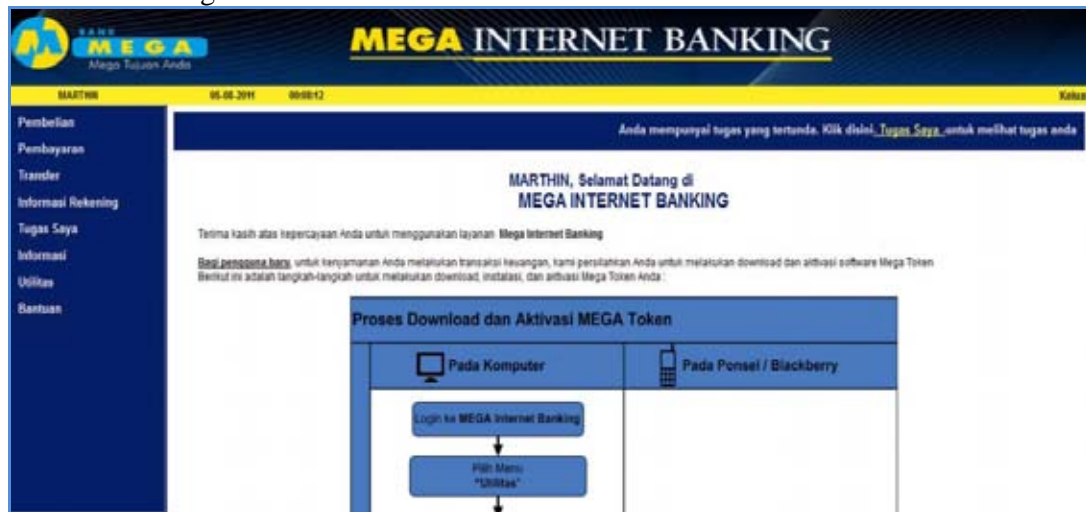 BANK
MEGA
Mega Tujuan Anda
MEGA INTERNET BANKING
MARTHIN 05-08-2011
Keluar
Pembelian
Pembayaran
Transfer
Informasi Rekening
Tugas Saya
Informasi
Utilitas
Bantuan
Anda mempunyai tugas yang tertunda. Klik disini, Tugas Saya untuk melihat tugas anda
MARTHIN, Selamat Datang di
MEGA INTERNET BANKING
Terima kasih atas kepercayaan Anda untuk menggunakan layanan Mega Internet Banking
Bagi pengguna baru, untuk kenyamanan Anda melakukan transaksi keuangan, kami persilahkan Anda untuk melakukan download dan aktivasi software Mega Token
Berikut ini adalah langkah-langkah untuk melakukan download, instalasi, dan aktivasi Mega Token Anda :
Proses Download dan Aktivasi MEGA Token
Pada Komputer
Pada Ponsel / Blackberry
Login ke MEGA Internet Banking
Pilih Menu
"Utilitas"